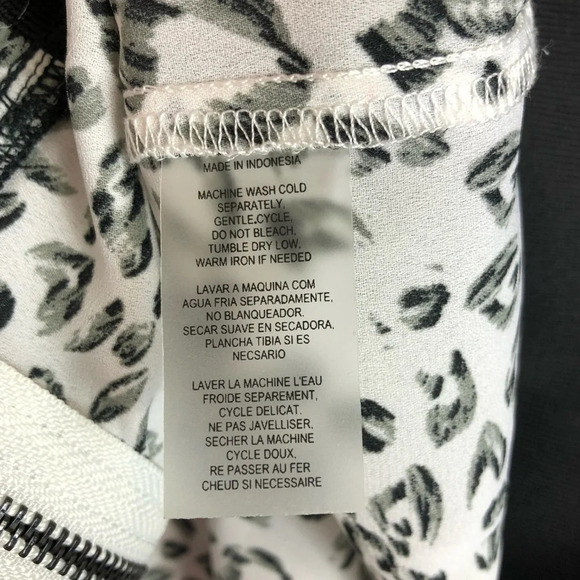 MADE IN INDONESIA
MACHINE WASH COLD
SEPARATELY,
GENTLE.CYCLE,
DO NOT BLEACH,
TUMBLE DRY LOW,
WARM IRON IF NEEDED
LAVAR A MAQUINA COM
AGUA FRIA SEPARADAMENTE,
NO BLANQUEADOR.
SECAR SUAVE EN SECADORA,
PLANCHA TIBIA SI ES
NECSARIO
LAVER LA MACHINE L'EAU
FROIDE SEPAREMENT,
CYCLE DELICAT.
NE PAS JAVELLISER,
SECHER LA MACHINE
CYCLE DOUX,
RE PASSER AU FER
CHEUD SI NECESSAIRE